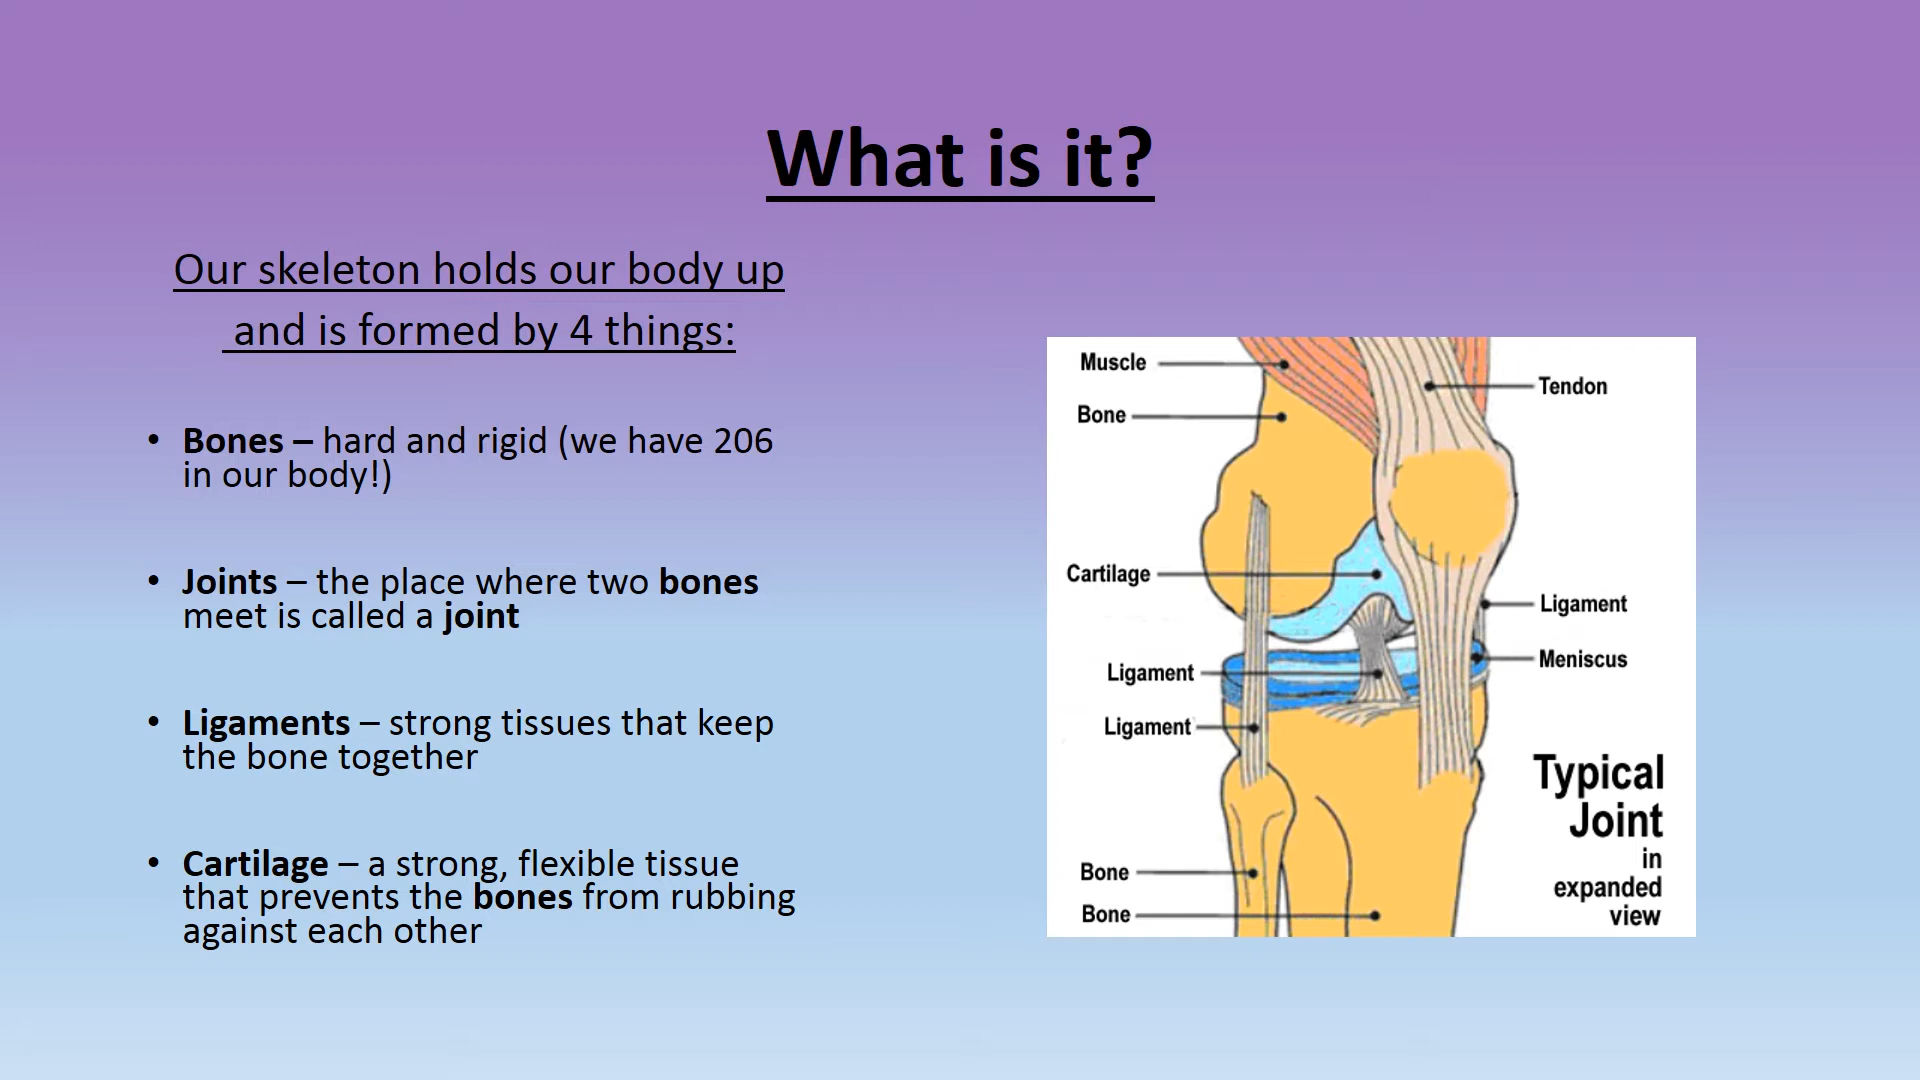 What is it?
Our skeleton holds our body up
and is formed by 4 things:
• Bones – hard and rigid (we have 206
in our body!)
• Joints – the place where two bones
meet is called a joint
• Ligaments – strong tissues that keep
the bone together
• Cartilage – a strong, flexible tissue
that prevents the bones from rubbing
against each other
Muscle
Bone
Cartilage
Ligament
Ligament
Bone
Bone
Tendon
Ligament
Meniscus
Typical
Joint
in
expanded
view